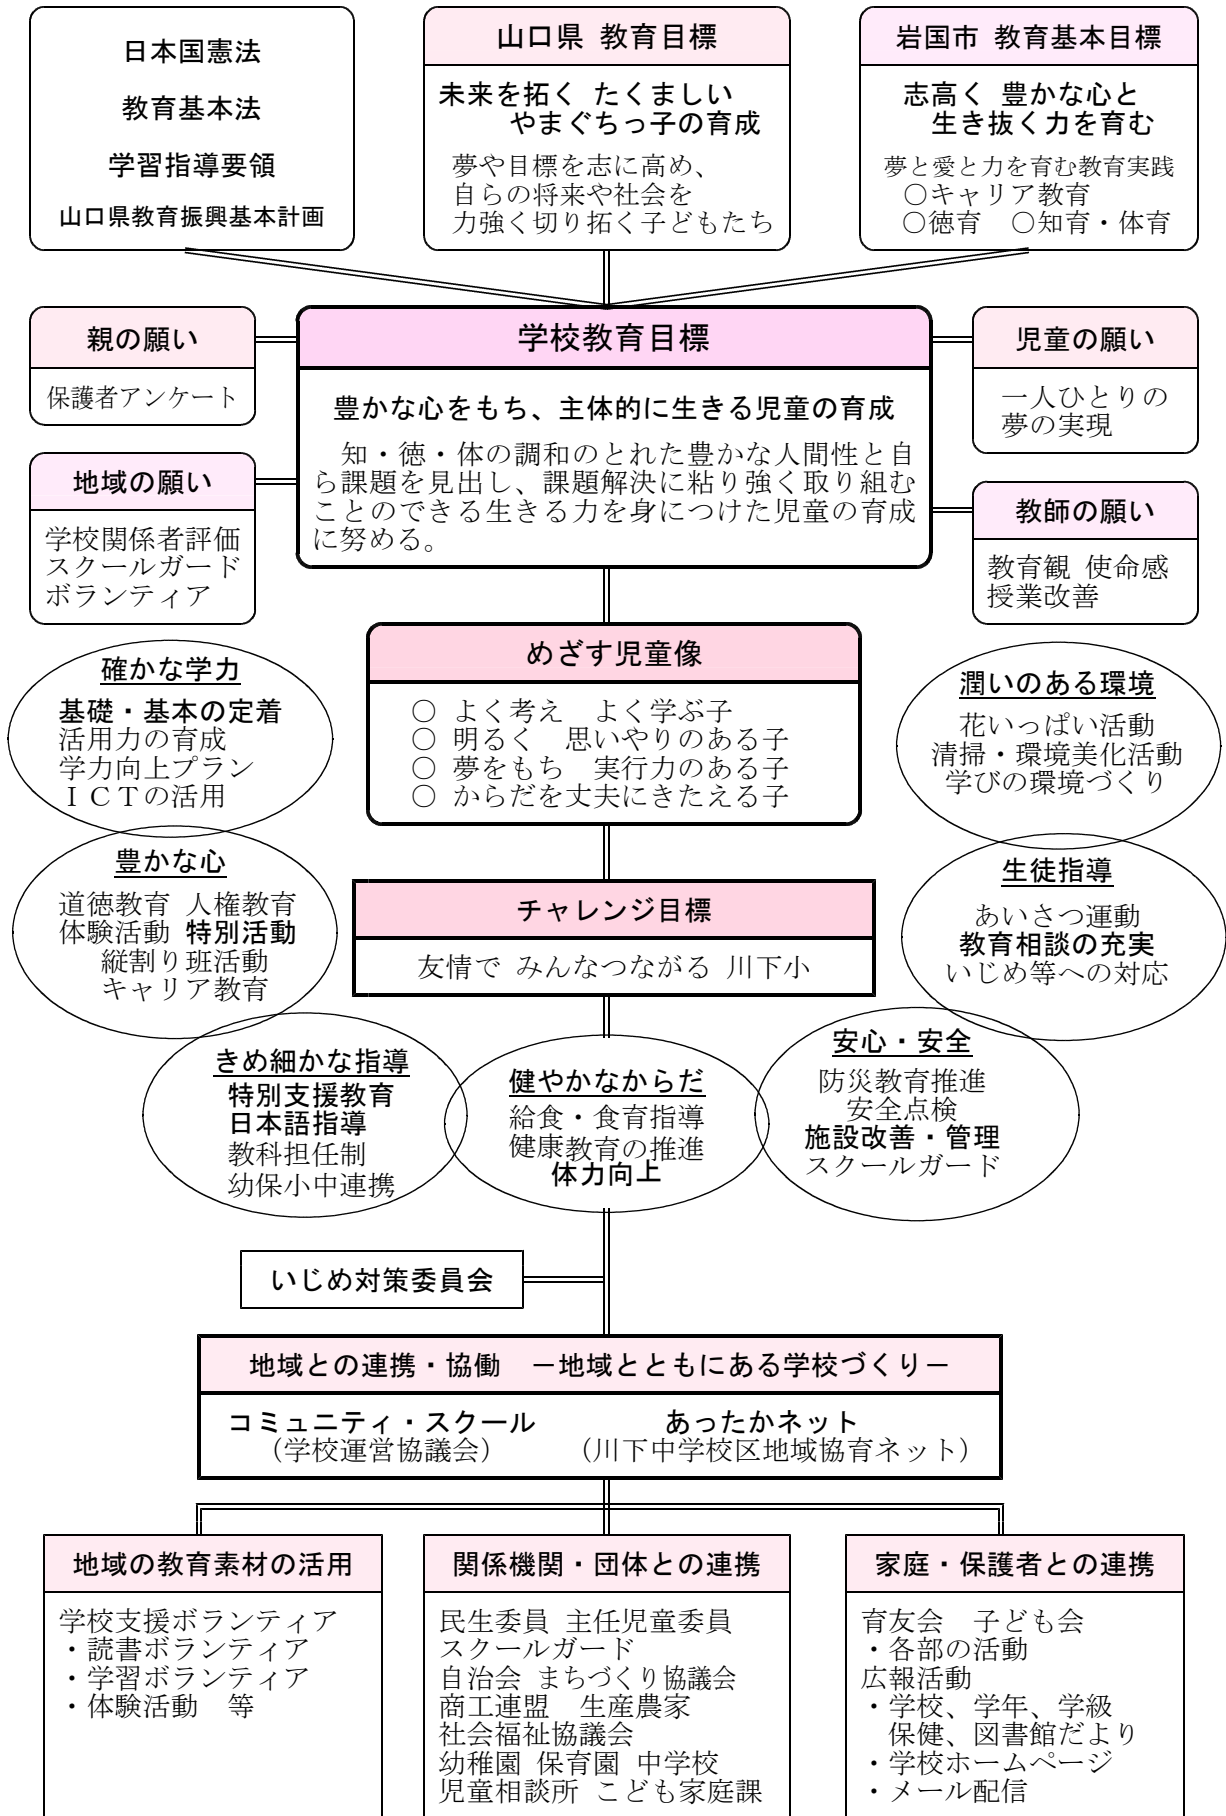 日本国憲法
教育基本法
学習指導要領
山口県教育振興基本計画
山口県 教育目標
未来を拓く たくましい
やまぐちっ子の育成
夢や目標を志に高め、
自らの将来や社会を
力強く切り拓く子どもたち
岩国市 教育基本目標
志高く 豊かな心と
生き抜く力を育む
夢と愛と力を育む教育実践
○キャリア教育
○徳育 ○知育・体育
親の願い
保護者アンケート
地域の願い
学校関係者評価
スクールガード
ボランティア
学校教育目標
豊かな心をもち、主体的に生きる児童の育成
知・徳・体の調和のとれた豊かな人間性と自
ら課題を見出し、課題解決に粘り強く取り組む
ことのできる生きる力を身につけた児童の育成
に努める。
児童の願い
一人ひとりの
夢の実現
教師の願い
教育観 使命感
授業改善
めざす児童像
○ よく考え よく学ぶ子
○ 明るく 思いやりのある子
○ 夢をもち 実行力のある子
○ からだを丈夫にきたえる子
チャレンジ目標
友情で みんなつながる 川下小
確かな学力
基礎・基本の定着
活用力の育成
学力向上プラン
ICTの活用
豊かな心
道徳教育 人権教育
体験活動 特別活動
縦割り班活動
キャリア教育
きめ細かな指導
特別支援教育
日本語指導
教科担任制
幼保小中連携
健やかなからだ
給食・食育指導
健康教育の推進
体力向上
安心・安全
防災教育推進
安全点検
施設改善・管理
スクールガード
生徒指導
あいさつ運動
教育相談の充実
いじめ等への対応
潤いのある環境
花いっぱい活動
清掃・環境美化活動
学びの環境づくり
いじめ対策委員会
地域との連携・協働 -地域とともにある学校づくり-
コミュニティ・スクール あったかネット
(学校運営協議会) (川下中学校区地域協育ネット)
地域の教育素材の活用
学校支援ボランティア
・読書ボランティア
・学習ボランティア
・体験活動 等
関係機関・団体との連携
民生委員 主任児童委員
スクールガード
自治会 まちづくり協議会
商工連盟 生産農家
社会福祉協議会
幼稚園 保育園 中学校
児童相談所 こども家庭課
家庭・保護者との連携
育友会 子ども会
・各部の活動
広報活動
・学校、学年、学級
保健、図書館だより
・学校ホームページ
・メール配信